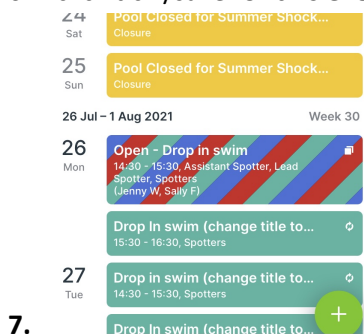 24
Pool Closed for Summer Shock...
Sat
Closure
25
Pool Closed for Summer Shock...
Sun
Closure
26 Jul – 1 Aug 2021 Week 30
26
Mon
Open - Drop in swim
14:30 - 15:30, Assistant Spotter, Lead
Spotter, Spotters
(Jenny W, Sally F)
Drop In swim (change title to...
15:30 - 16:30, Spotters
27
Tue
Drop in swim (change title to...
14:30 - 15:30, Spotters
7.
Drop In swim (change title to...
+